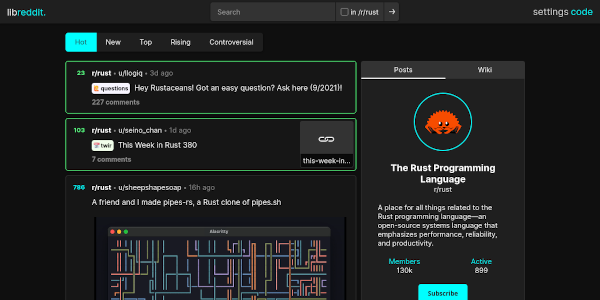 libreddit.
Search
in /r/rust
→
settings code
Hot
New
Top
Rising
Controversial
23
r/rust • u/llogiq • 3d ago
questions
Hey Rustaceans! Got an easy question? Ask here (9/2021)!
227 comments
103
r/rust • u/seino_chan • 1d ago
twir
This Week in Rust 380
7 comments
this-week-in...
786
r/rust • u/sheepshapesoap • 16h ago
A friend and I made pipes-rs, a Rust clone of pipes.sh
Alacritty
Posts
Wiki
The Rust Programming
Language
r/rust
A place for all things related to the
Rust programming language—an
open-source systems language that
emphasizes performance, reliability,
and productivity.
Members
Active
130k
899
Subscribe